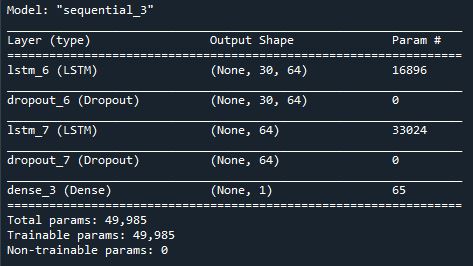 Model: "sequential_3"
Layer (type) Output Shape Param #
lstm_6 (LSTM) (None, 30, 64) 16896
dropout_6 (Dropout) (None, 30, 64) 0
lstm_7 (LSTM) (None, 64) 33024
dropout_7 (Dropout) (None, 64) 0
dense_3 (Dense) (None, 1) 65
Total params: 49,985
Trainable params: 49,985
Non-trainable params: 0